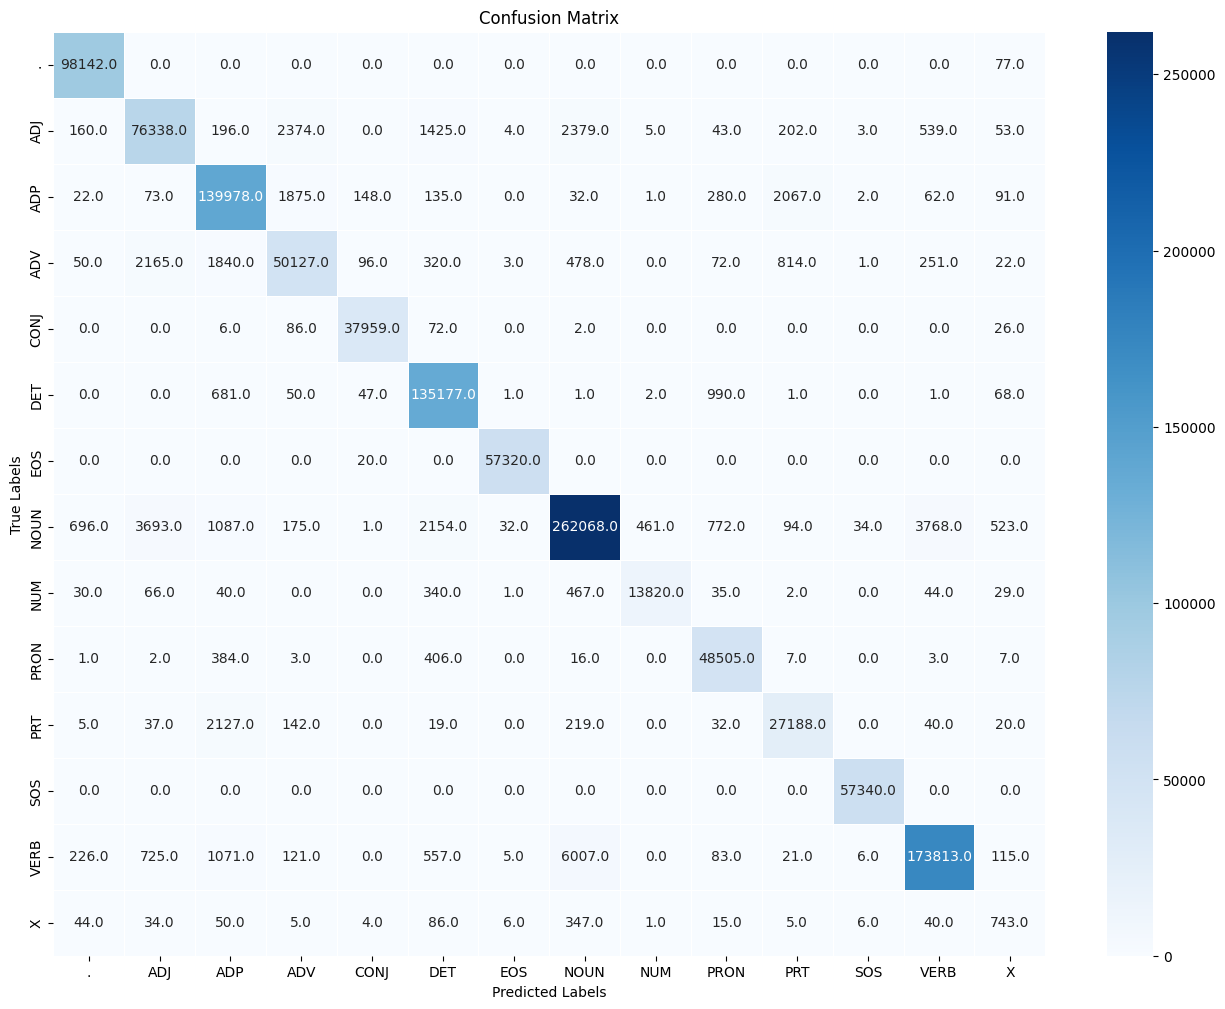 Confusion Matrix
. 98142.0 0.0 0.0 0.0 0.0 0.0 0.0 0.0 0.0 0.0 0.0 0.0 0.0 77.0
ADJ 160.0 76338.0 196.0 2374.0 0.0 1425.0 4.0 2379.0 5.0 43.0 202.0 3.0 539.0 53.0
ADP 22.0 73.0 139978.0 1875.0 148.0 135.0 0.0 32.0 1.0 280.0 2067.0 2.0 62.0 91.0
ADV 50.0 2165.0 1840.0 50127.0 96.0 320.0 3.0 478.0 0.0 72.0 814.0 1.0 251.0 22.0
CONJ 0.0 0.0 6.0 86.0 37959.0 72.0 0.0 2.0 0.0 0.0 0.0 0.0 0.0 26.0
DET 0.0 0.0 681.0 50.0 47.0 135177.0 1.0 1.0 2.0 990.0 1.0 0.0 1.0 68.0
EOS 0.0 0.0 0.0 0.0 20.0 0.0 57320.0 0.0 0.0 0.0 0.0 0.0 0.0 0.0
NOUN 696.0 3693.0 1087.0 175.0 1.0 2154.0 32.0 262068.0 461.0 772.0 94.0 34.0 3768.0 523.0
NUM 30.0 66.0 40.0 0.0 0.0 340.0 1.0 467.0 13820.0 35.0 2.0 0.0 44.0 29.0
PRON 1.0 2.0 384.0 3.0 0.0 406.0 0.0 16.0 0.0 48505.0 7.0 0.0 3.0 7.0
PRT 5.0 37.0 2127.0 142.0 0.0 19.0 0.0 219.0 0.0 32.0 27188.0 0.0 40.0 20.0
SOS 0.0 0.0 0.0 0.0 0.0 0.0 0.0 0.0 0.0 0.0 0.0 57340.0 0.0 0.0
VERB 226.0 725.0 1071.0 121.0 0.0 557.0 5.0 6007.0 0.0 83.0 21.0 6.0 173813.0 115.0
X 44.0 34.0 50.0 5.0 4.0 86.0 6.0 347.0 1.0 15.0 5.0 6.0 40.0 743.0
. ADJ ADP ADV CONJ DET EOS NOUN NUM PRON PRT SOS VERB X
Predicted Labels
True Labels
250000
200000
150000
100000
50000
0